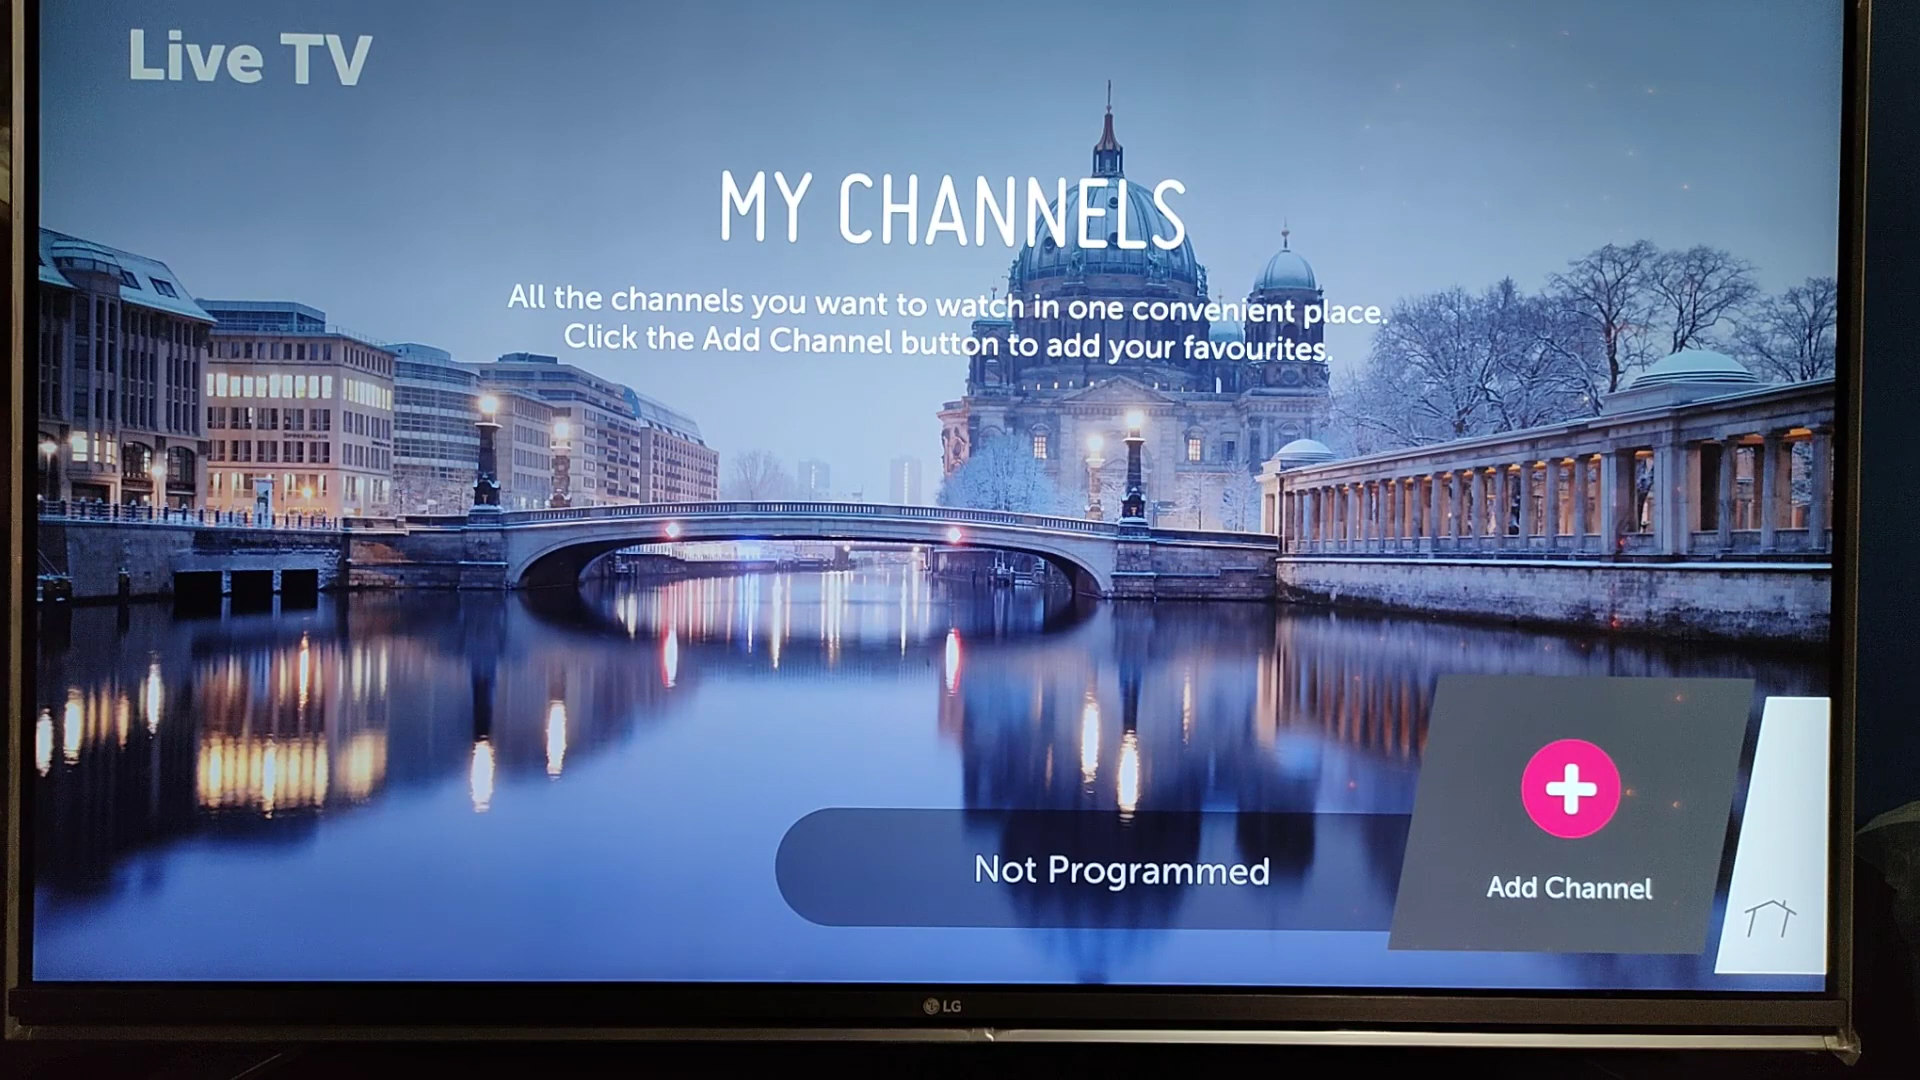 Live TV
MY CHANNELS
All the channels you want to watch in one convenient place.
Click the Add Channel button to add your favourites.
Not Programmed
Add Channel
LG